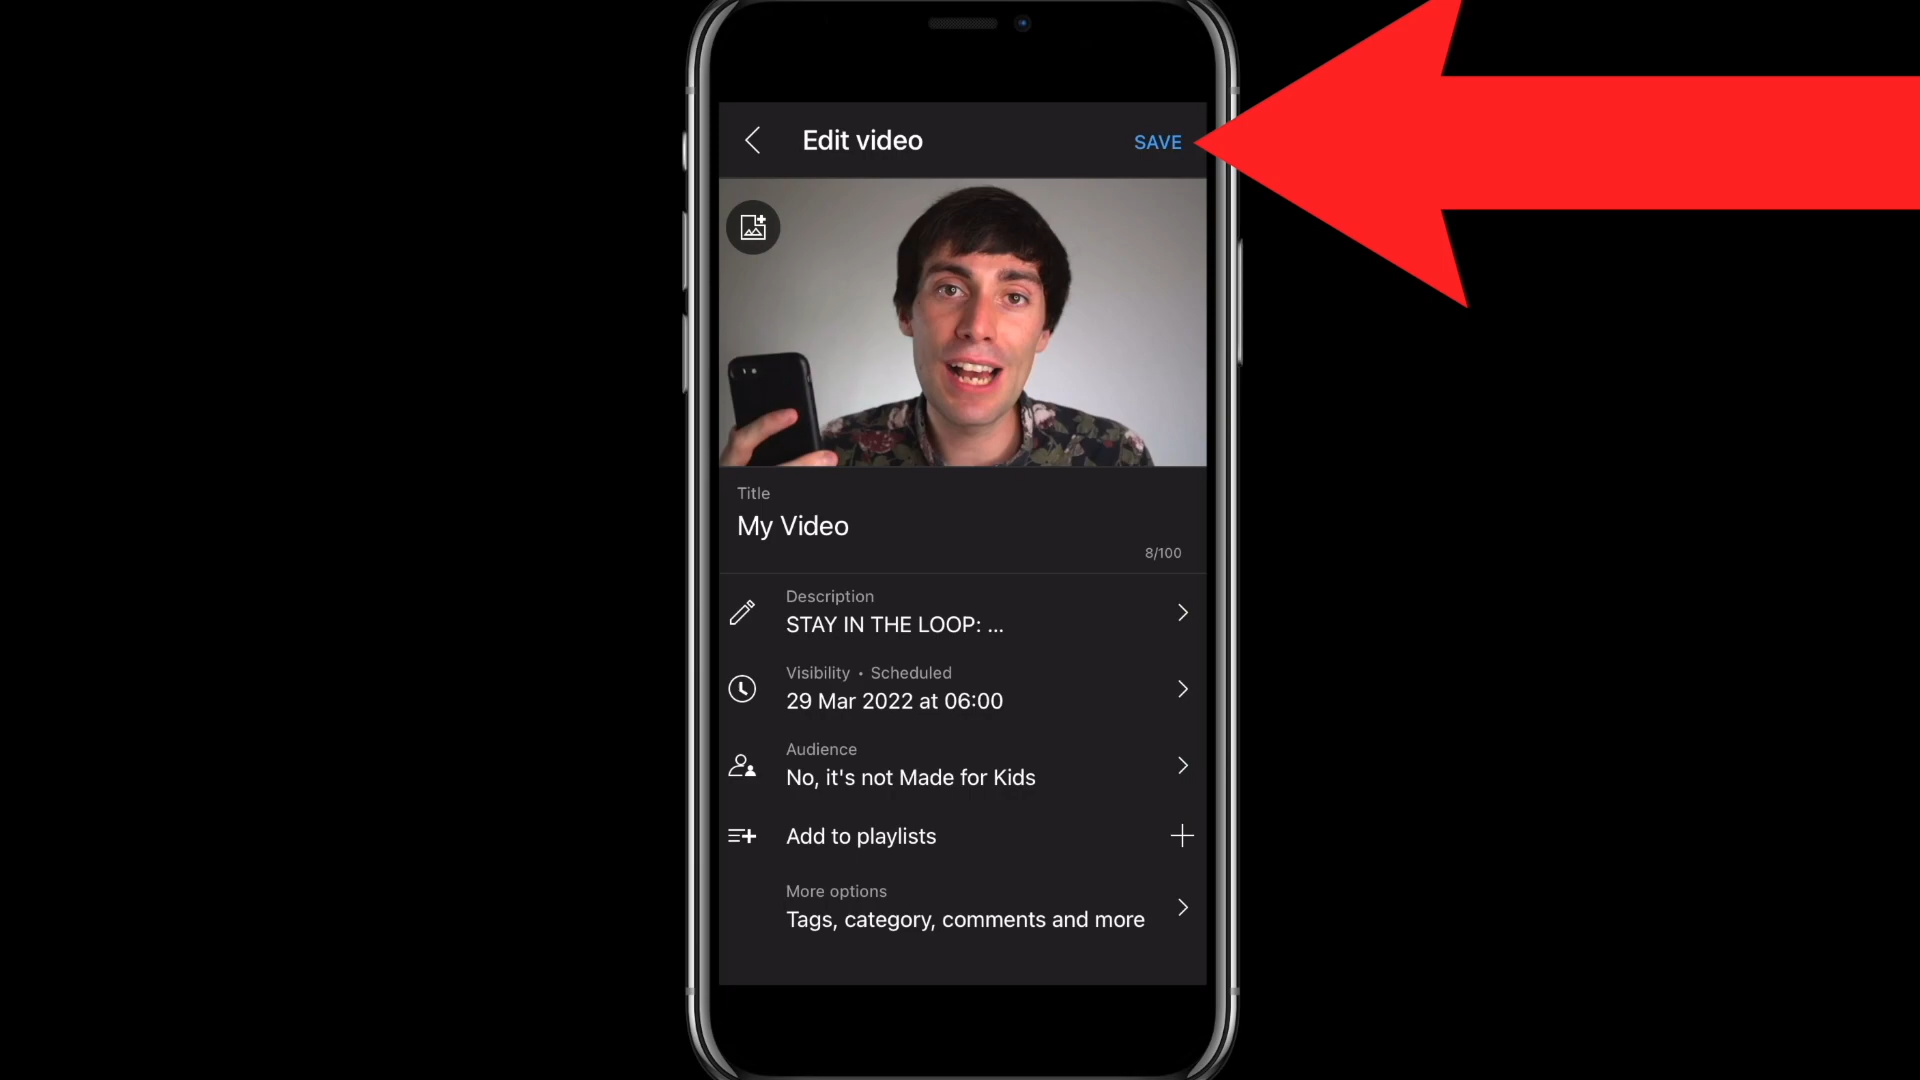 Edit video
SAVE
Title
My Video
8/100
Description
STAY IN THE LOOP: ...
Visibility • Scheduled
29 Mar 2022 at 06:00
Audience
No, it's not Made for Kids
Add to playlists
More options
Tags, category, comments and more